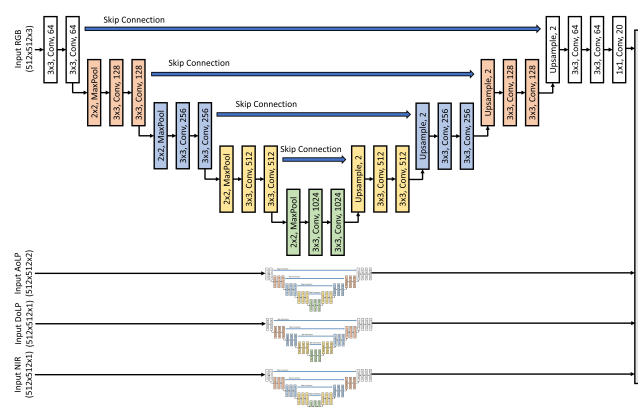 Input RGB
(512x512x3)
3x3, Conv, 64
3x3, Conv, 64
Skip Connection
Upsample, 2
3x3, Conv, 64
3x3, Conv, 64
1x1, Conv, 20
2x2, MaxPool
3x3, Conv, 128
3x3, Conv, 128
Skip Connection
Upsample, 2
3x3, Conv, 128
3x3, Conv, 128
2x2, MaxPool
3x3, Conv, 256
3x3, Conv, 256
Skip Connection
Upsample, 2
3x3, Conv, 256
3x3, Conv, 256
2x2, MaxPool
3x3, Conv, 512
3x3, Conv, 512
Skip Connection
Upsample, 2
3x3, Conv, 512
3x3, Conv, 512
2x2, MaxPool
3x3, Conv, 1024
3x3, Conv, 1024
Input AoLP
(512x512x2)
Input DoLP
(512x512x1)
Input NIR
(512x512x1)